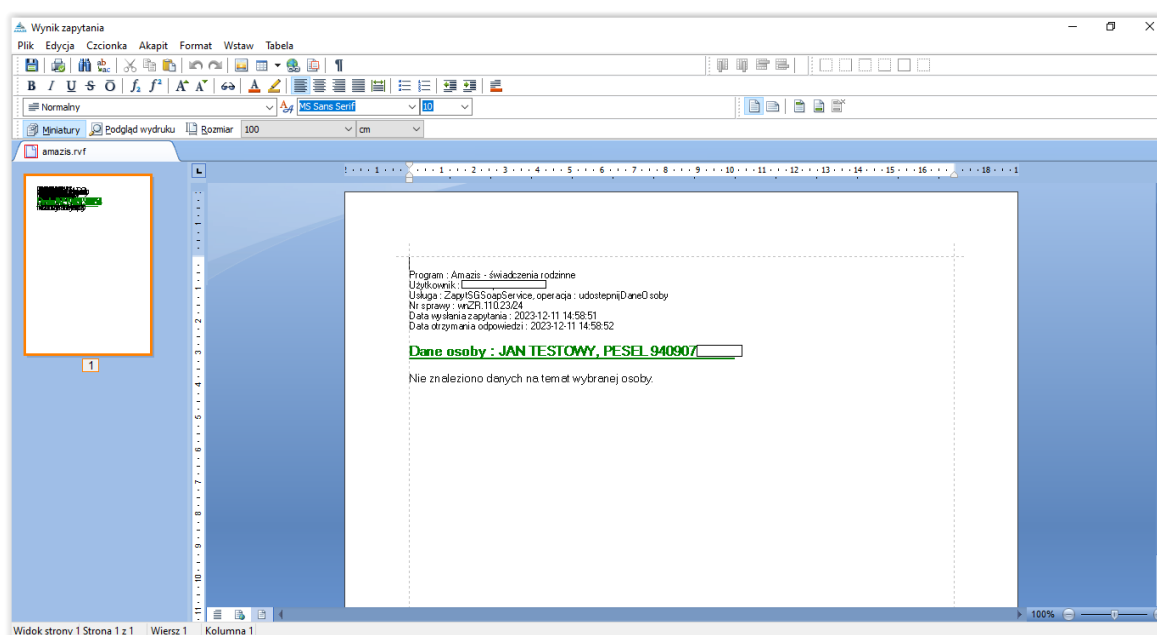 Wynik zapytania
Plik Edycja Czcionka Akapit Format Wstaw Tabela
Normalny MS Sans Serif 10
Miniatury Podgląd wydruku Rozmiar 100 cm
amazis.rvf
Program : Amazis - świadczenia rodzinne
Użytkownik :
Usługa : ZapytSGSoapService, operacja : udostepnijDaneOsoby
Nr sprawy : wnZR.110.23/24
Data wysłania zapytania : 2023-12-11 14:58:51
Data otrzymania odpowiedzi : 2023-12-11 14:58:52
Dane osoby : JAN TESTOWY, PESEL 940907
Nie znaleziono danych na temat wybranej osoby.
1
100%
Widok strony 1 Strona 1 z 1 Wiersz 1 Kolumna 1